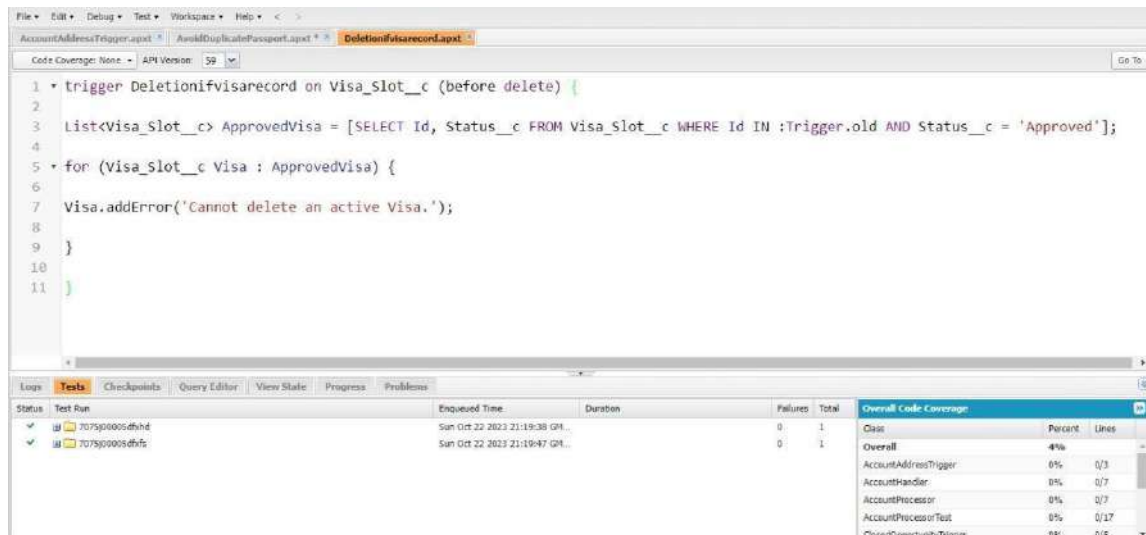 File Edit Debug Test Workspace Help < >
AccountAddressTrigger.apxt AvoidDuplicatePassport.apxt * Deletionifvisarecord.apxt
Code Coverage: None API Version: 59 Go To
1 trigger Deletionifvisarecord on Visa_Slot__c (before delete) {
2
3 List<Visa_Slot__c> ApprovedVisa = [SELECT Id, Status__c FROM Visa_Slot__c WHERE Id IN :Trigger.old AND Status__c = 'Approved'];
4
5 for (Visa_Slot__c Visa : ApprovedVisa) {
6
7 Visa.addError('Cannot delete an active Visa.');
8
9 }
10
11 }
Logs Tests Checkpoints Query Editor View State Progress Problems
Status Test Run Enqueued Time Duration Failures Total
Sun Oct 22 2023 21:19:38 GM... 0 1
Sun Oct 22 2023 21:19:47 GM... 0 1
Overall Code Coverage
Class Percent Lines
Overall 4%
AccountAddressTrigger 0% 0/3
AccountHandler 0% 0/7
AccountProcessor 0% 0/7
AccountProcessorTest 0% 0/17